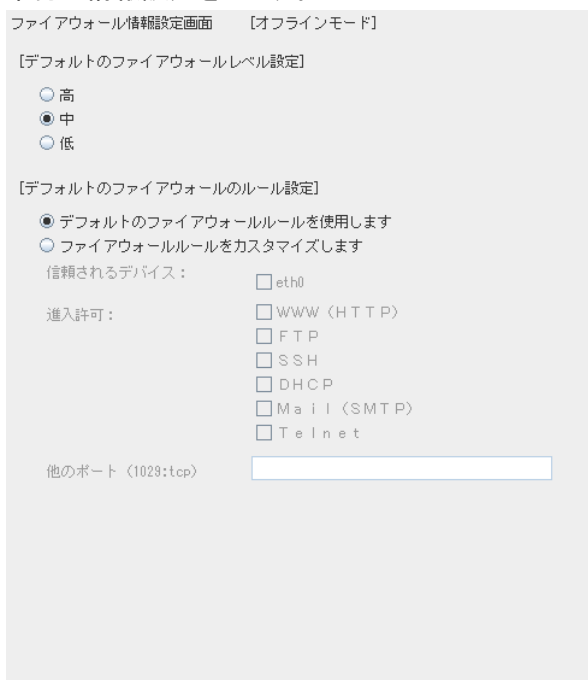 ファイアウォール情報設定画面　[オフラインモード]
[デフォルトのファイアウォールレベル設定]
高
中
低
[デフォルトのファイアウォールのルール設定]
デフォルトのファイアウォールルールを使用します
ファイアウォールルールをカスタマイズします
信頼されるデバイス： eth0
進入許可： WWW（HTTP）
FTP
SSH
DHCP
Mail（SMTP）
Telnet
他のポート（1029:tcp）